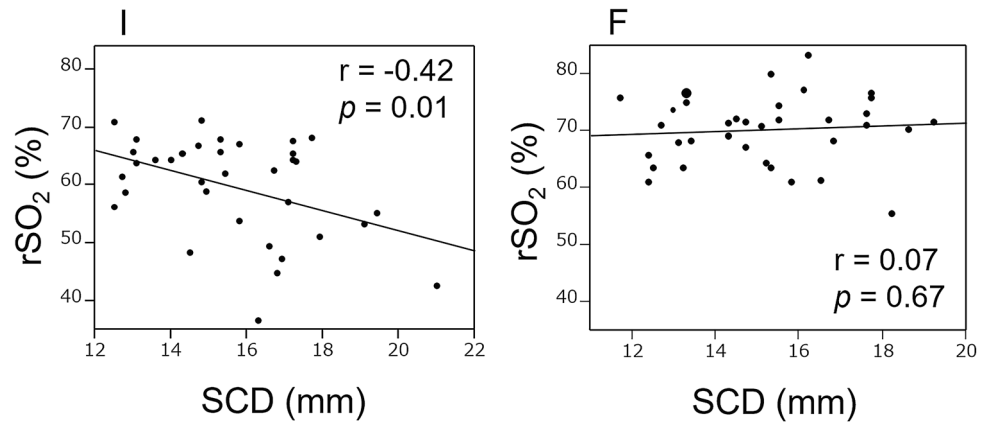 I
r = -0.42
p = 0.01
rSO2 (%)
80
70
60
50
40
12 14 16 18 20 22
SCD (mm)
F
rSO2 (%)
80
70
60
50
40
r = 0.07
p = 0.67
12 14 16 18 20
SCD (mm)